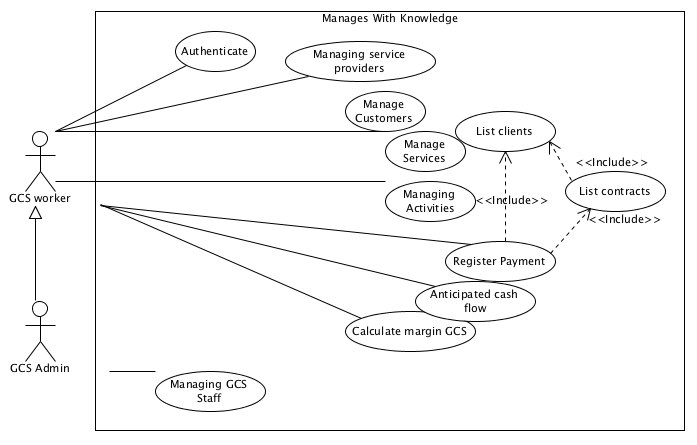 Manages With Knowledge
Authenticate
Managing service
providers
Manage
Customers
List clients
Manage
Services
<<Include>>
List contracts
GCS worker
Managing
Activities
<<Include>>
<<Include>>
Register Payment
Anticipated cash
flow
Calculate margin GCS
GCS Admin
Managing GCS
Staff